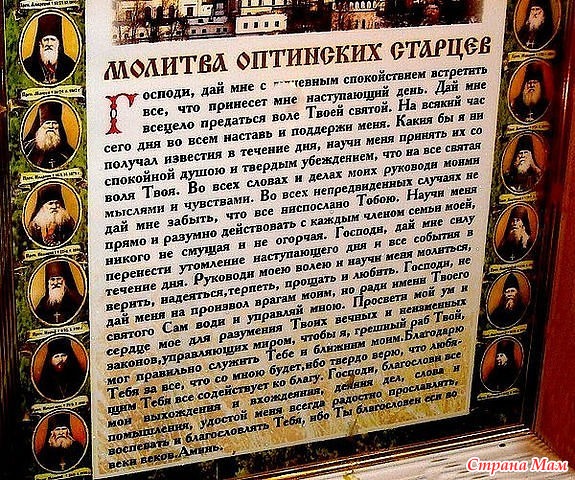 МОЛИТВА ОПТИНСКИХ СТАРЦЕВ
Господи, дай мне с душевным спокойствием встретить
все, что принесет мне наступающий день. Дай мне
всецело предаться воле Твоей святой. На всякий час
сего дня во всем наставь и поддержи меня. Какия бы я ни
получал известия в течение дня, научи меня принять их со
спокойной душою и твердым убеждением, что на все святая
воля Твоя. Во всех словах и делах моих руководи моими
мыслями и чувствами. Во всех непредвиденных случаях не
дай мне забыть, что все ниспослано Тобою. Научи меня
прямо и разумно действовать с каждым членом семьи моей,
никого не смущая и не огорчая. Господи, дай мне силу
перенести утомление наступающего дня и все события в
течение дня. Руководи моею волею и научи меня молиться,
верить, надеяться,терпеть, прощать и любить. Господи, не
дай меня на произвол врагам моим, но ради имени Твоего
святого Сам води и управляй мною. Просвети мой ум и
сердце мое для разумения Твоих вечных и неизменных
законов,управляющих миром, чтобы я, грешный раб Твой,
мог правильно служить Тебе и ближним моим.Благодарю
Тебя за все, что со мною будет,ибо твердо верю, что любя-
щим Тебя все содействует ко благу. Господи, благослови все
мои выхождения и вхождения, деяния дел, слова и
помышления, удостой меня всегда радостно прославлять,
воспевать и благословлять Тебя, ибо Ты благословен еси во
веки веков.Аминь.
Страна Мам